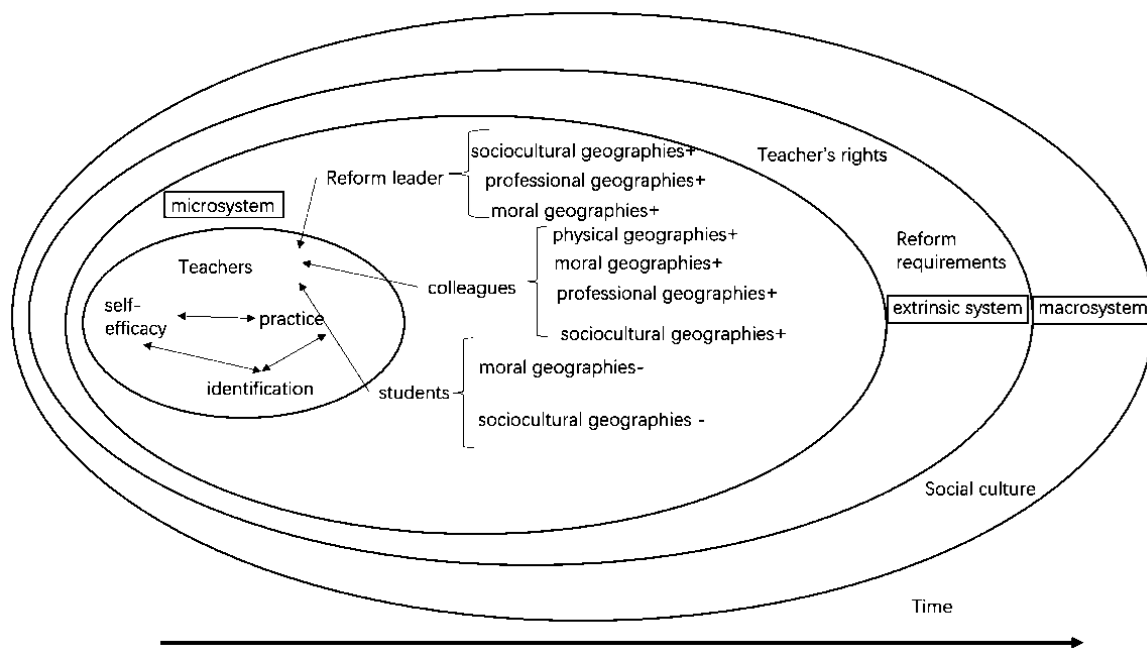 sociocultural geographies+
Teacher's rights
Reform leader
professional geographies+
microsystem
moral geographies+
physical geographies+
Reform
requirements
Teachers
moral geographies+
colleagues
professional geographies+
self-
efficacy
practice
extrinsic system
macrosystem
sociocultural geographies+
identification
students
moral geographies-
sociocultural geographies -
Social culture
Time